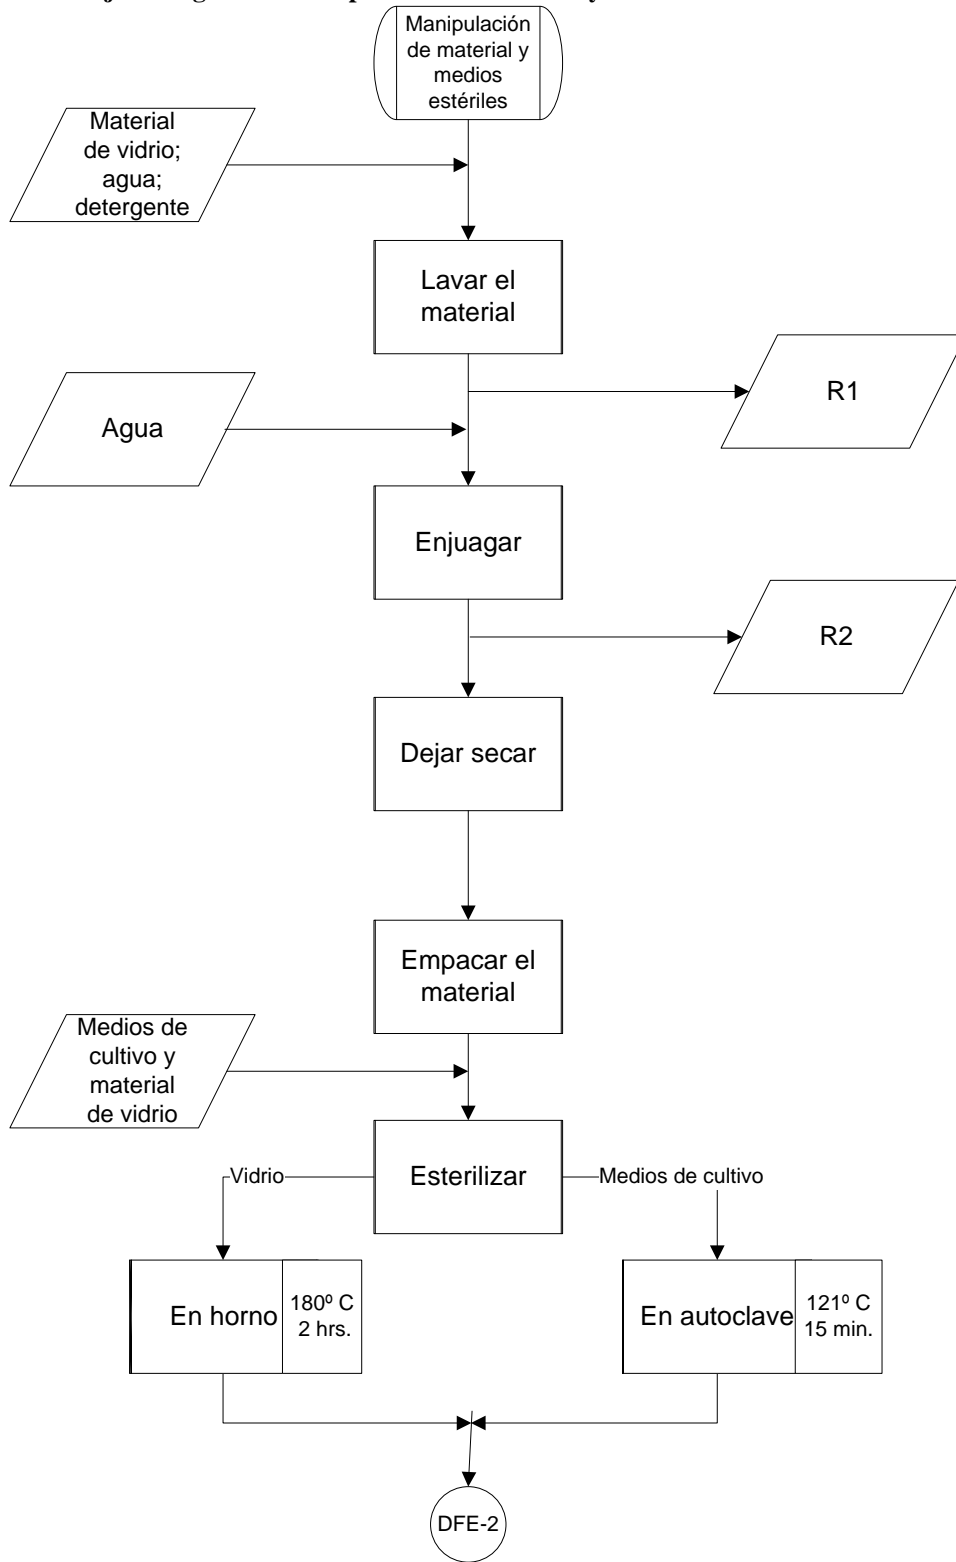 Manipulación
de material y
medios
estériles
Material
de vidrio;
agua;
detergente
Lavar el
material
R1
Agua
Enjuagar
R2
Dejar secar
Empacar el
material
Medios de
cultivo y
material
de vidrio
Esterilizar
Vidrio
Medios de cultivo
En horno
180º C
2 hrs.
En autoclave
121º C
15 min.
DFE-2